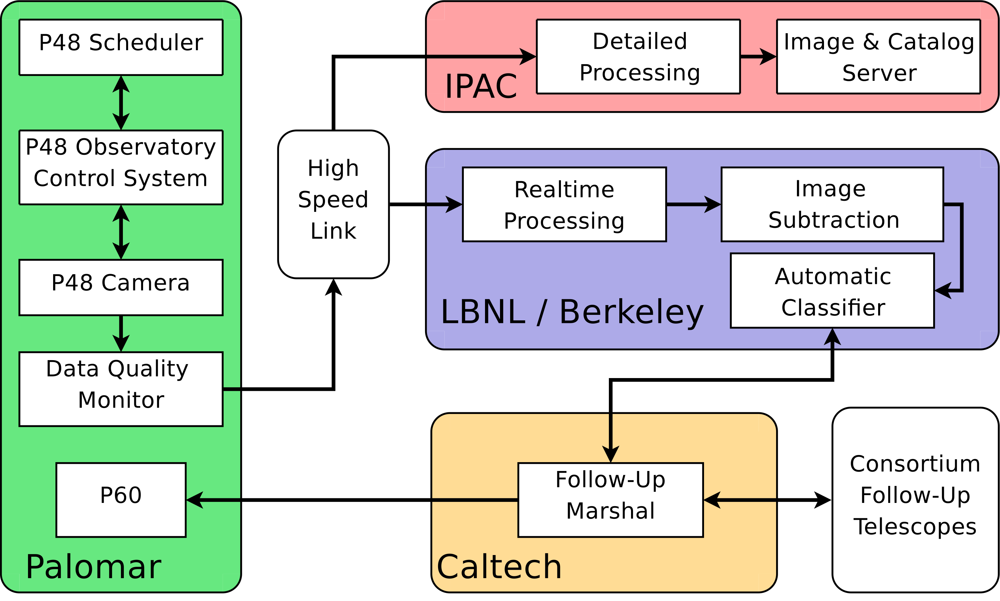 P48 Scheduler
P48 Observatory
Control System
P48 Camera
Data Quality
Monitor
P60
Palomar
High
Speed
Link
IPAC
Detailed
Processing
Image & Catalog
Server
LBNL / Berkeley
Realtime
Processing
Image
Subtraction
Automatic
Classifier
Caltech
Follow-Up
Marshal
Consortium
Follow-Up
Telescopes